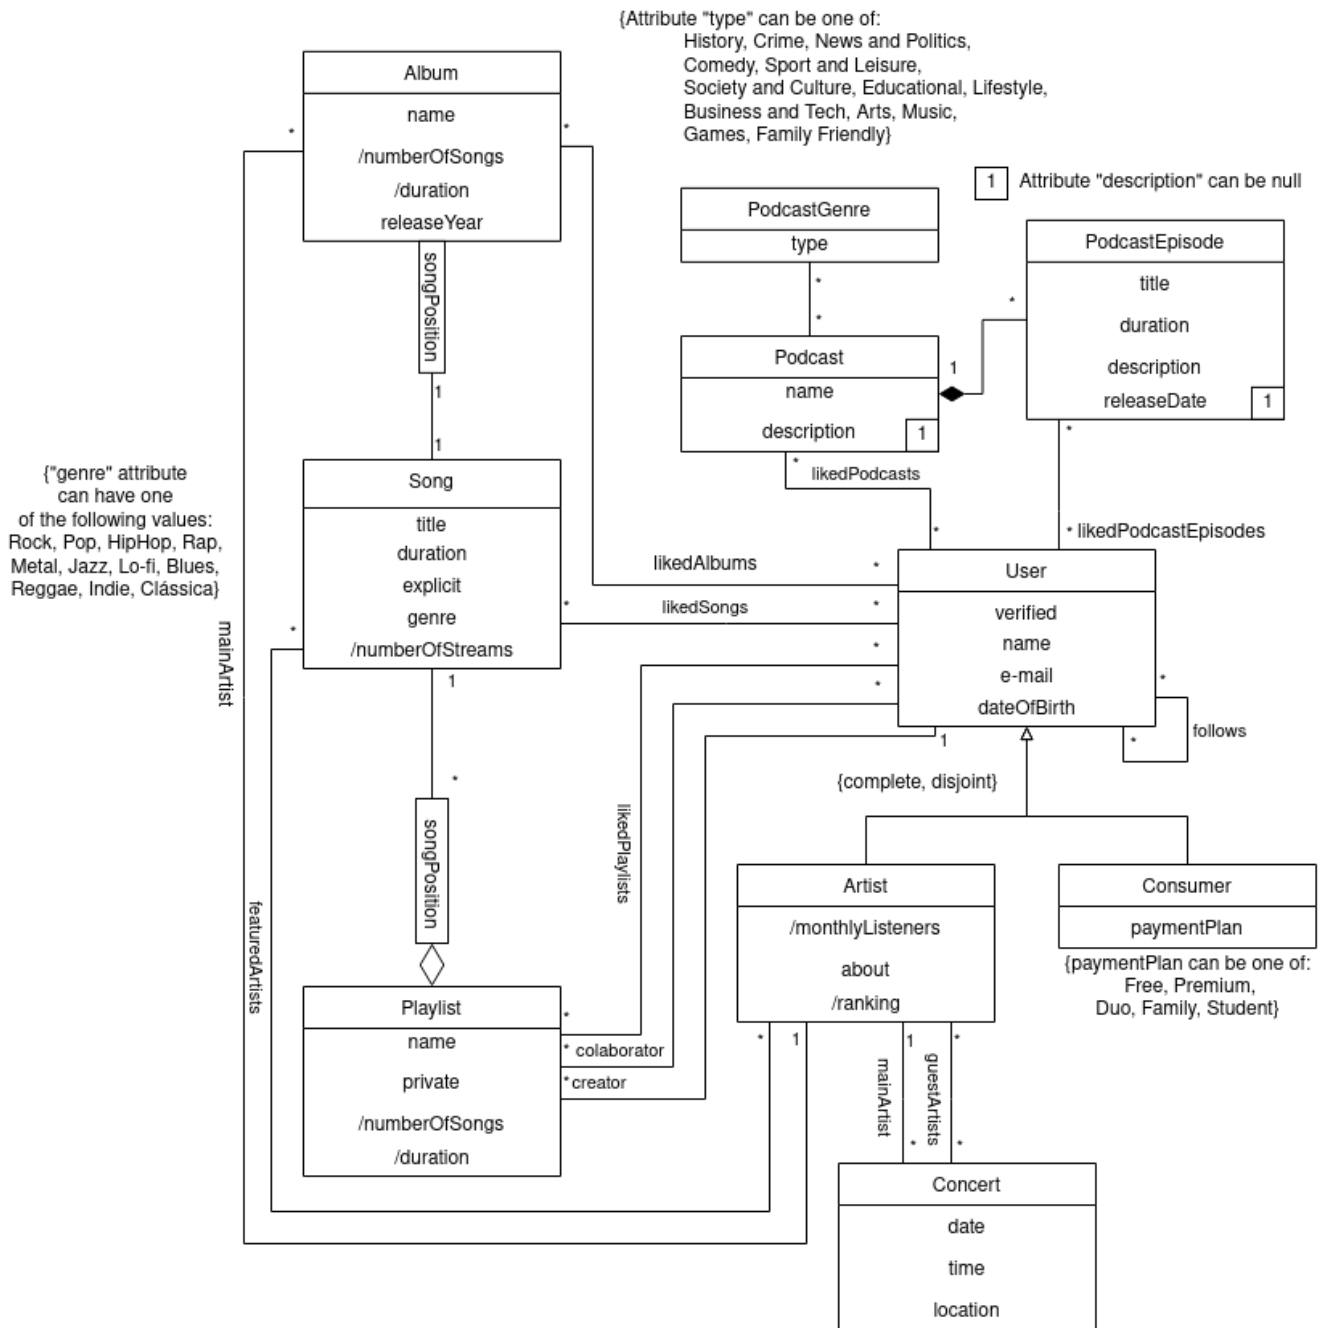 {Attribute "type" can be one of:
History, Crime, News and Politics,
Comedy, Sport and Leisure,
Society and Culture, Educational, Lifestyle,
Business and Tech, Arts, Music,
Games, Family Friendly}
1 Attribute "description" can be null
Album
name
/numberOfSongs
/duration
releaseYear
*
*
songPosition
1
1
PodcastGenre
type
*
*
Podcast
name
description
1
1
*
PodcastEpisode
title
duration
description
releaseDate
1
*
* likedPodcastEpisodes
*
likedPodcasts
*
{"genre" attribute
can have one
of the following values:
Rock, Pop, HipHop, Rap,
Metal, Jazz, Lo-fi, Blues,
Reggae, Indie, Clássica}
Song
title
duration
explicit
genre
/numberOfStreams
*
*
1
*
songPosition
likedAlbums
*
likedSongs
*
*
*
User
verified
name
e-mail
dateOfBirth
*
*
follows
1
{complete, disjoint}
mainArtist
featuredArtists
likedPlaylists
Artist
/monthlyListeners
about
/ranking
Consumer
paymentPlan
{paymentPlan can be one of:
Free, Premium,
Duo, Family, Student}
Playlist
name
private
/numberOfSongs
/duration
*
* colaborator
* creator
*
1
1
*
mainArtist
guestArtists
*
*
Concert
date
time
location